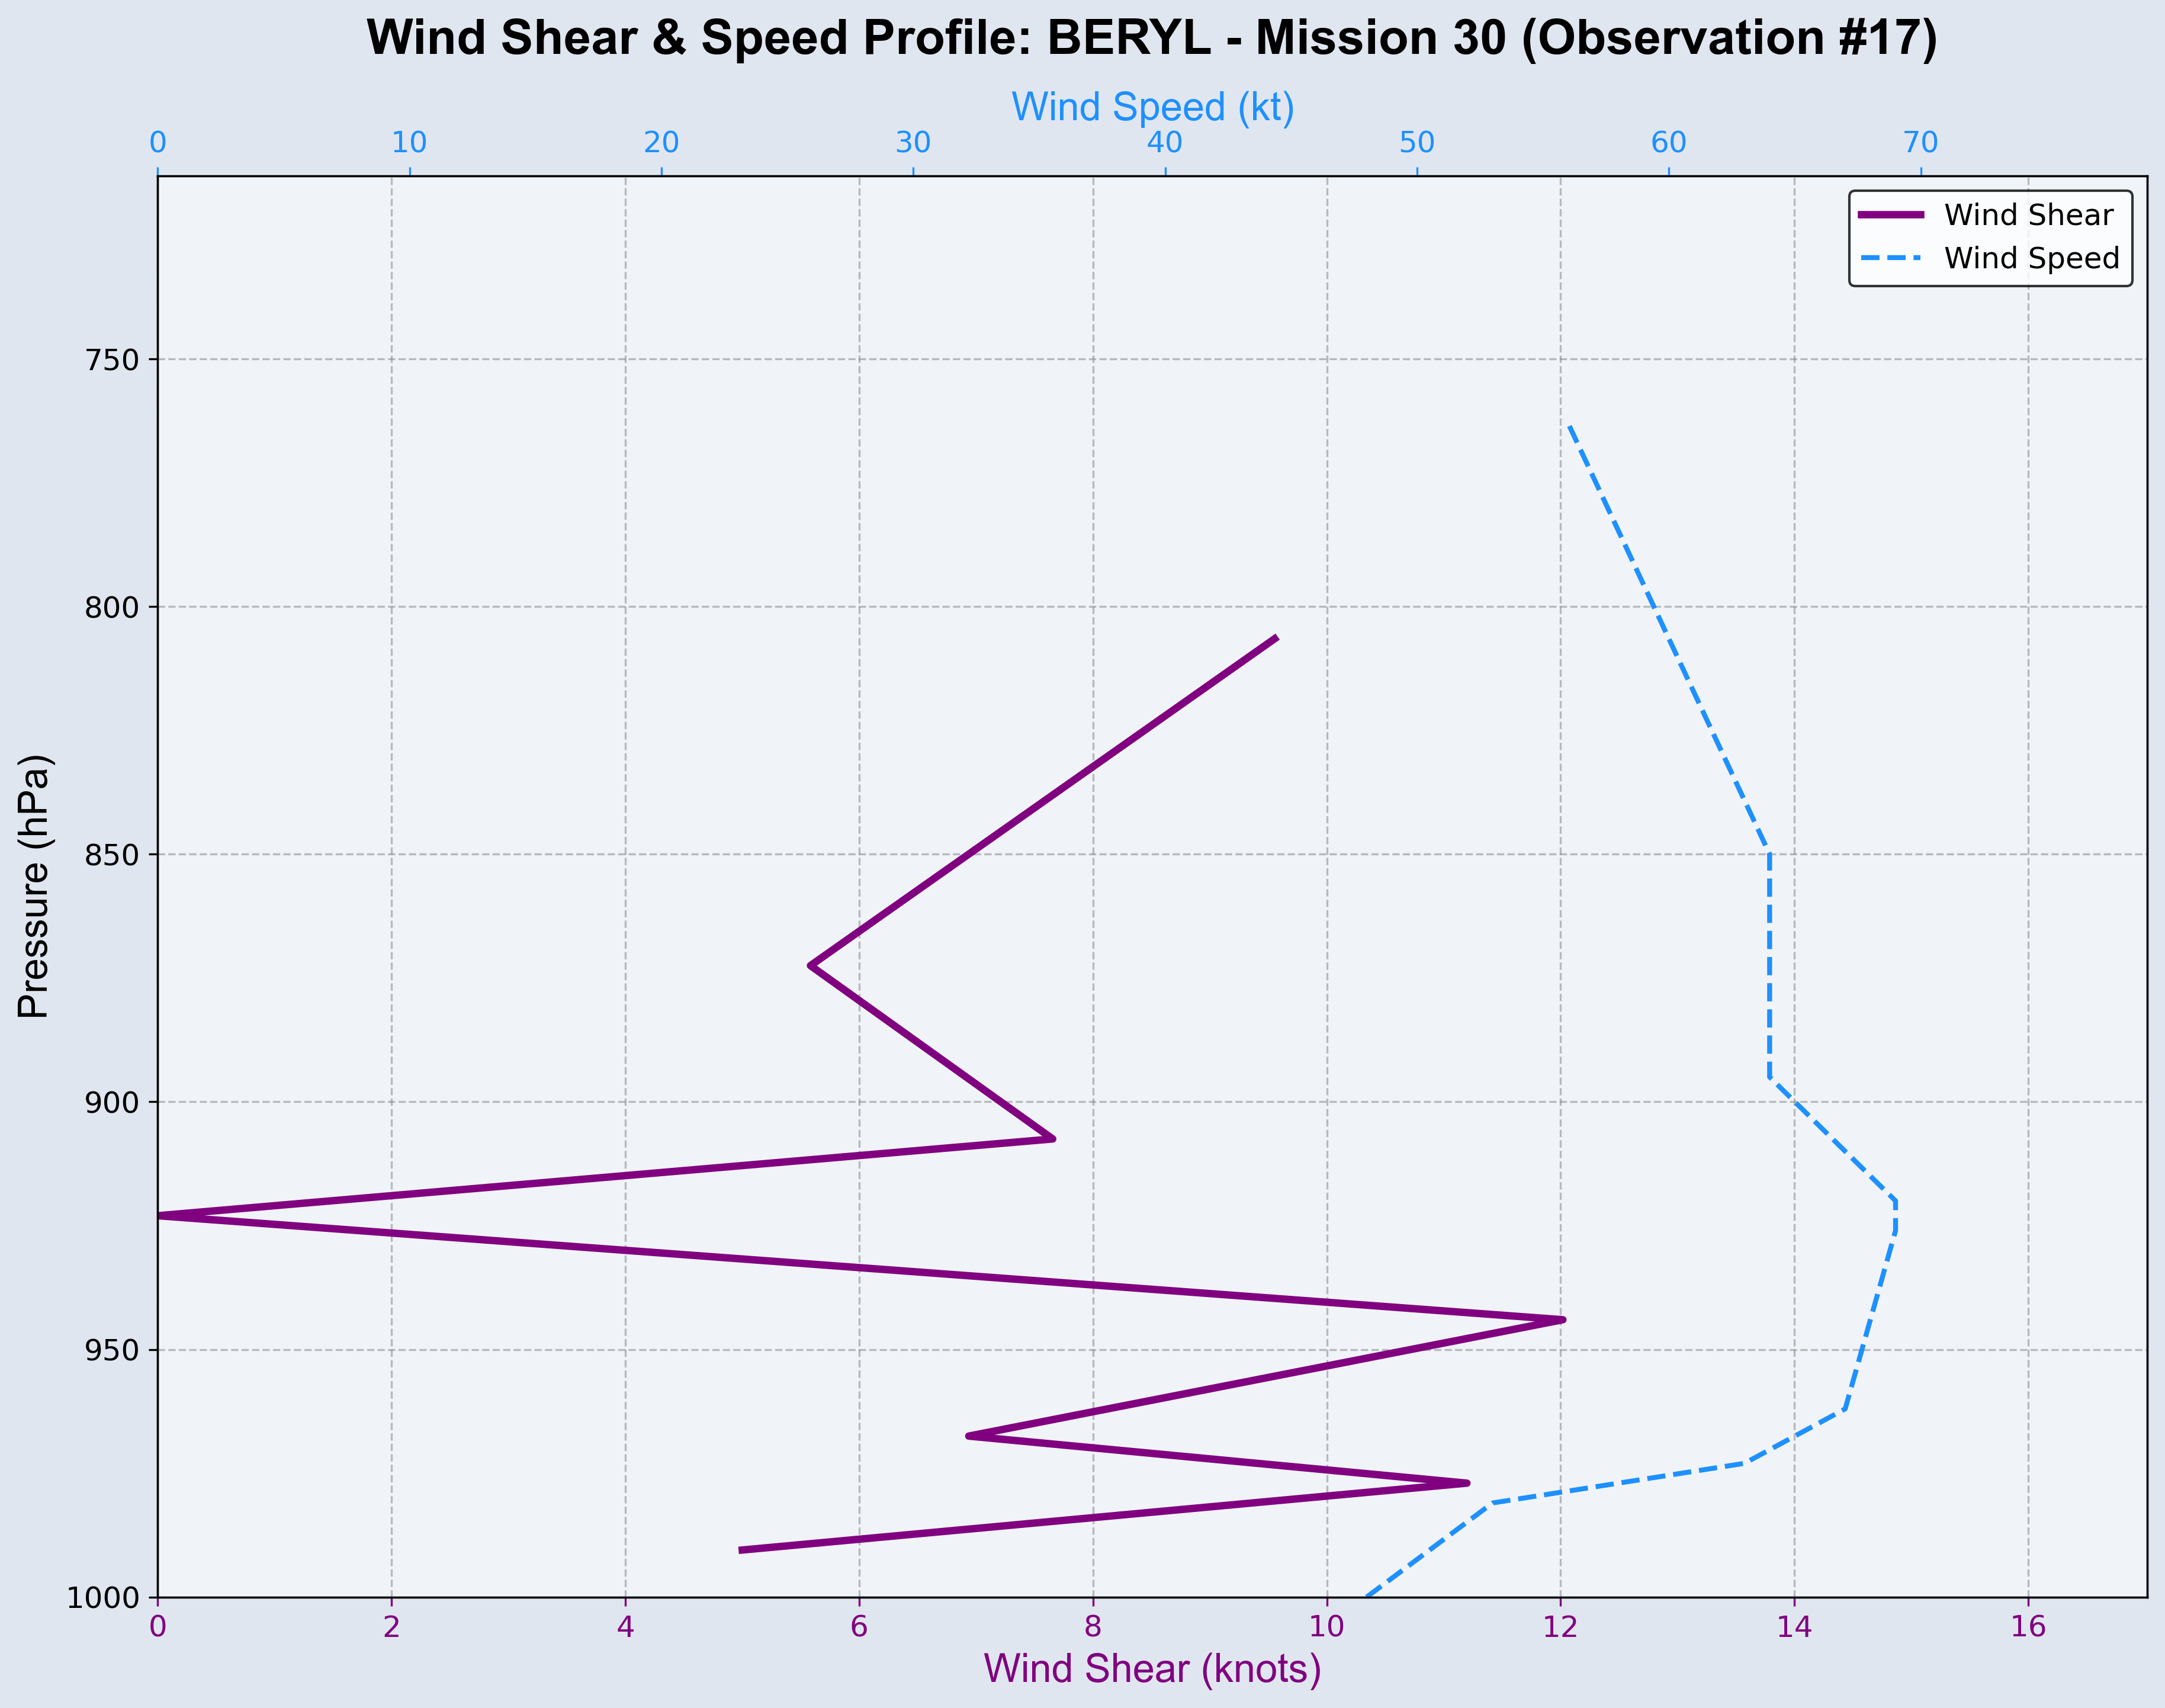 Wind Shear & Speed Profile: BERYL - Mission 30 (Observation #17)
Wind Speed (kt)
0 10 20 30 40 50 60 70
Wind Shear
Wind Speed
750
800
850
900
950
1000
Pressure (hPa)
0 2 4 6 8 10 12 14 16
Wind Shear (knots)